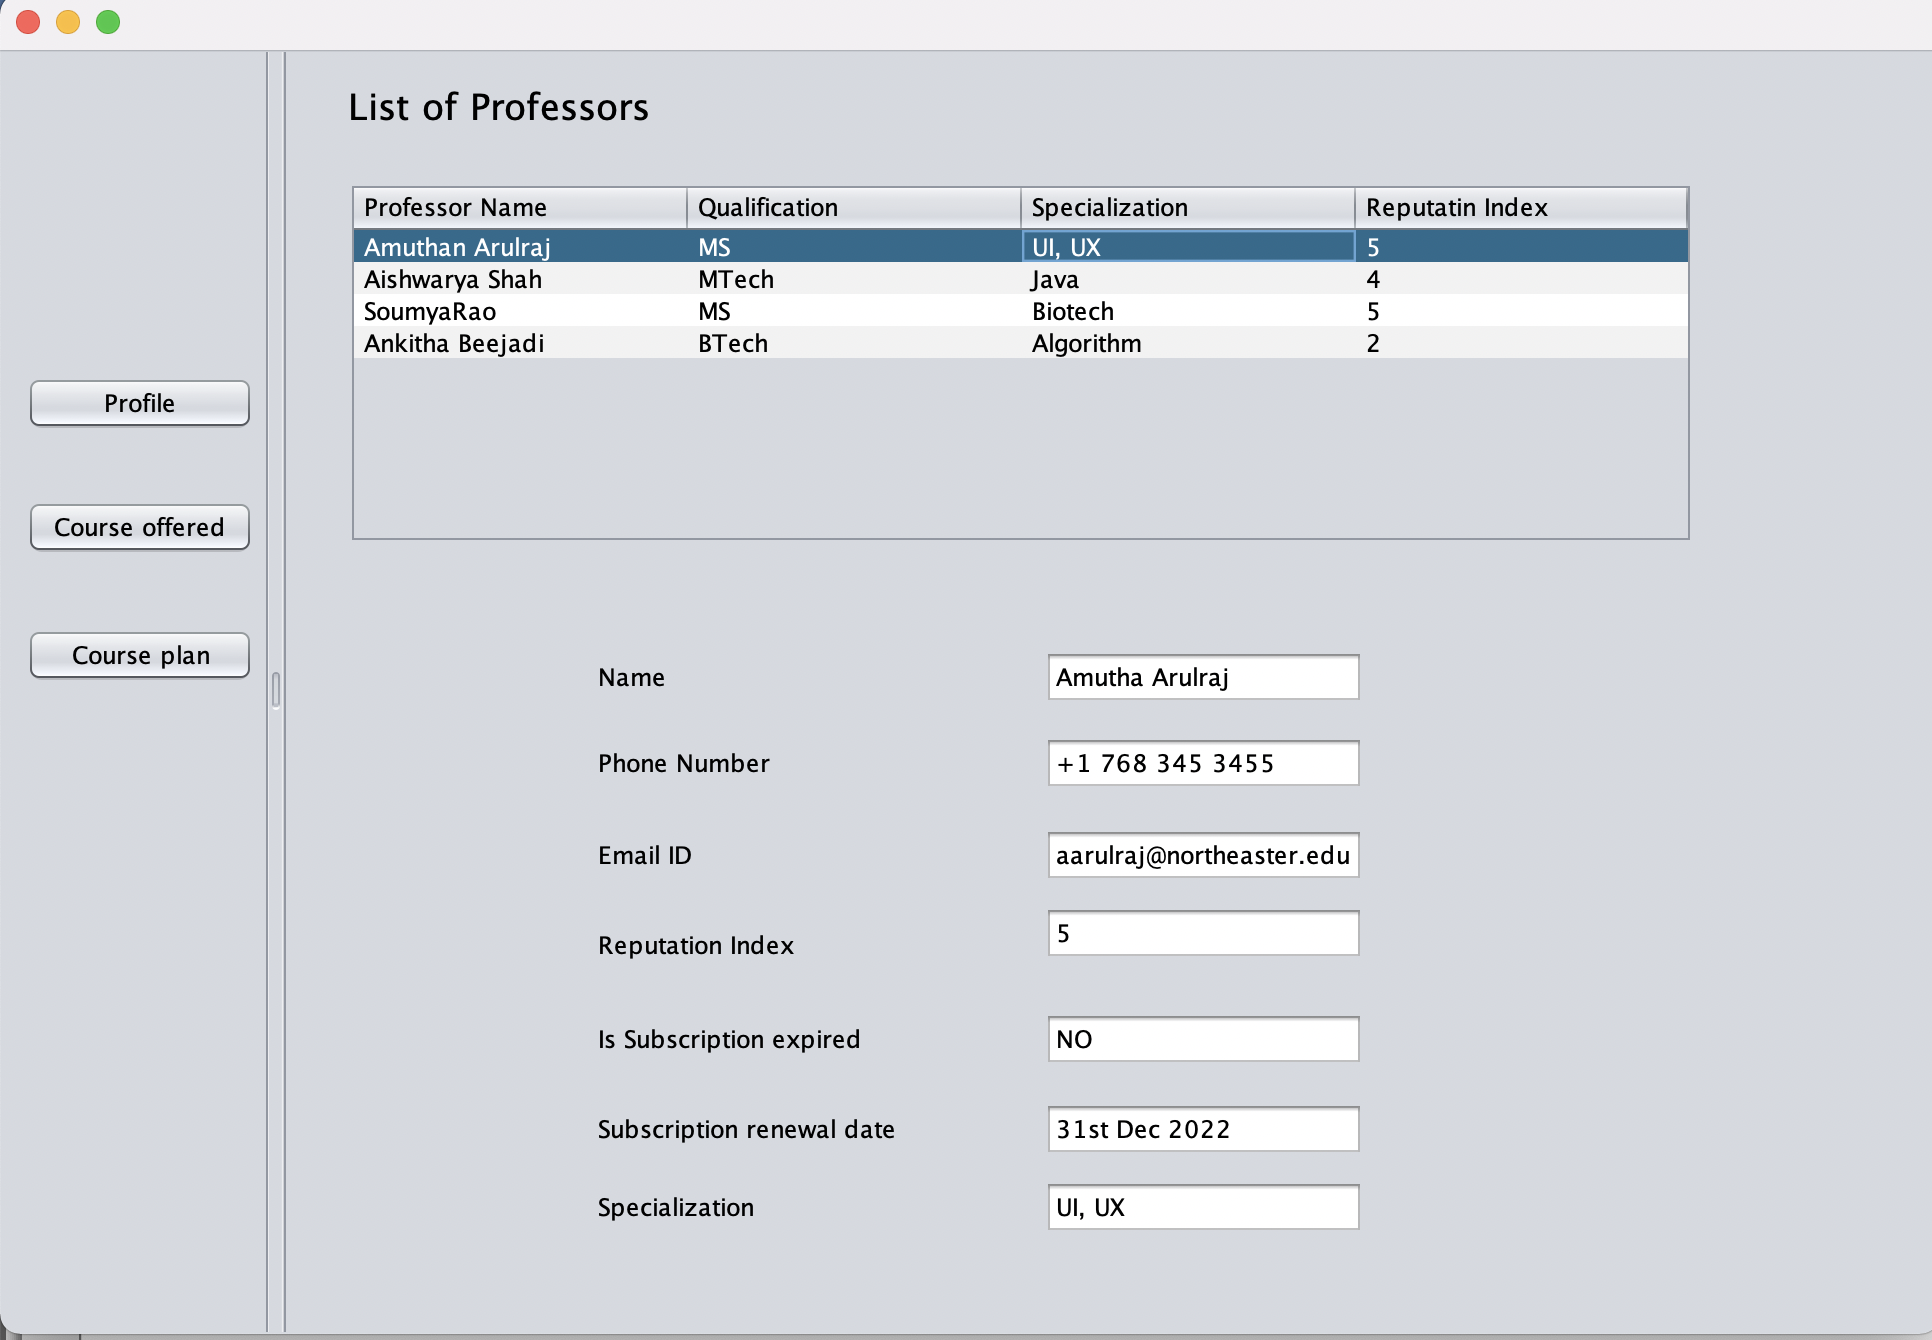 List of Professors
Professor Name Qualification Specialization Reputatin Index
Amuthan Arulraj MS UI, UX 5
Aishwarya Shah MTech Java 4
SoumyaRao MS Biotech 5
Ankitha Beejadi BTech Algorithm 2
Profile
Course offered
Course plan
Name Amutha Arulraj
Phone Number +1 768 345 3455
Email ID aarulraj@northeaster.edu
Reputation Index 5
Is Subscription expired NO
Subscription renewal date 31st Dec 2022
Specialization UI, UX